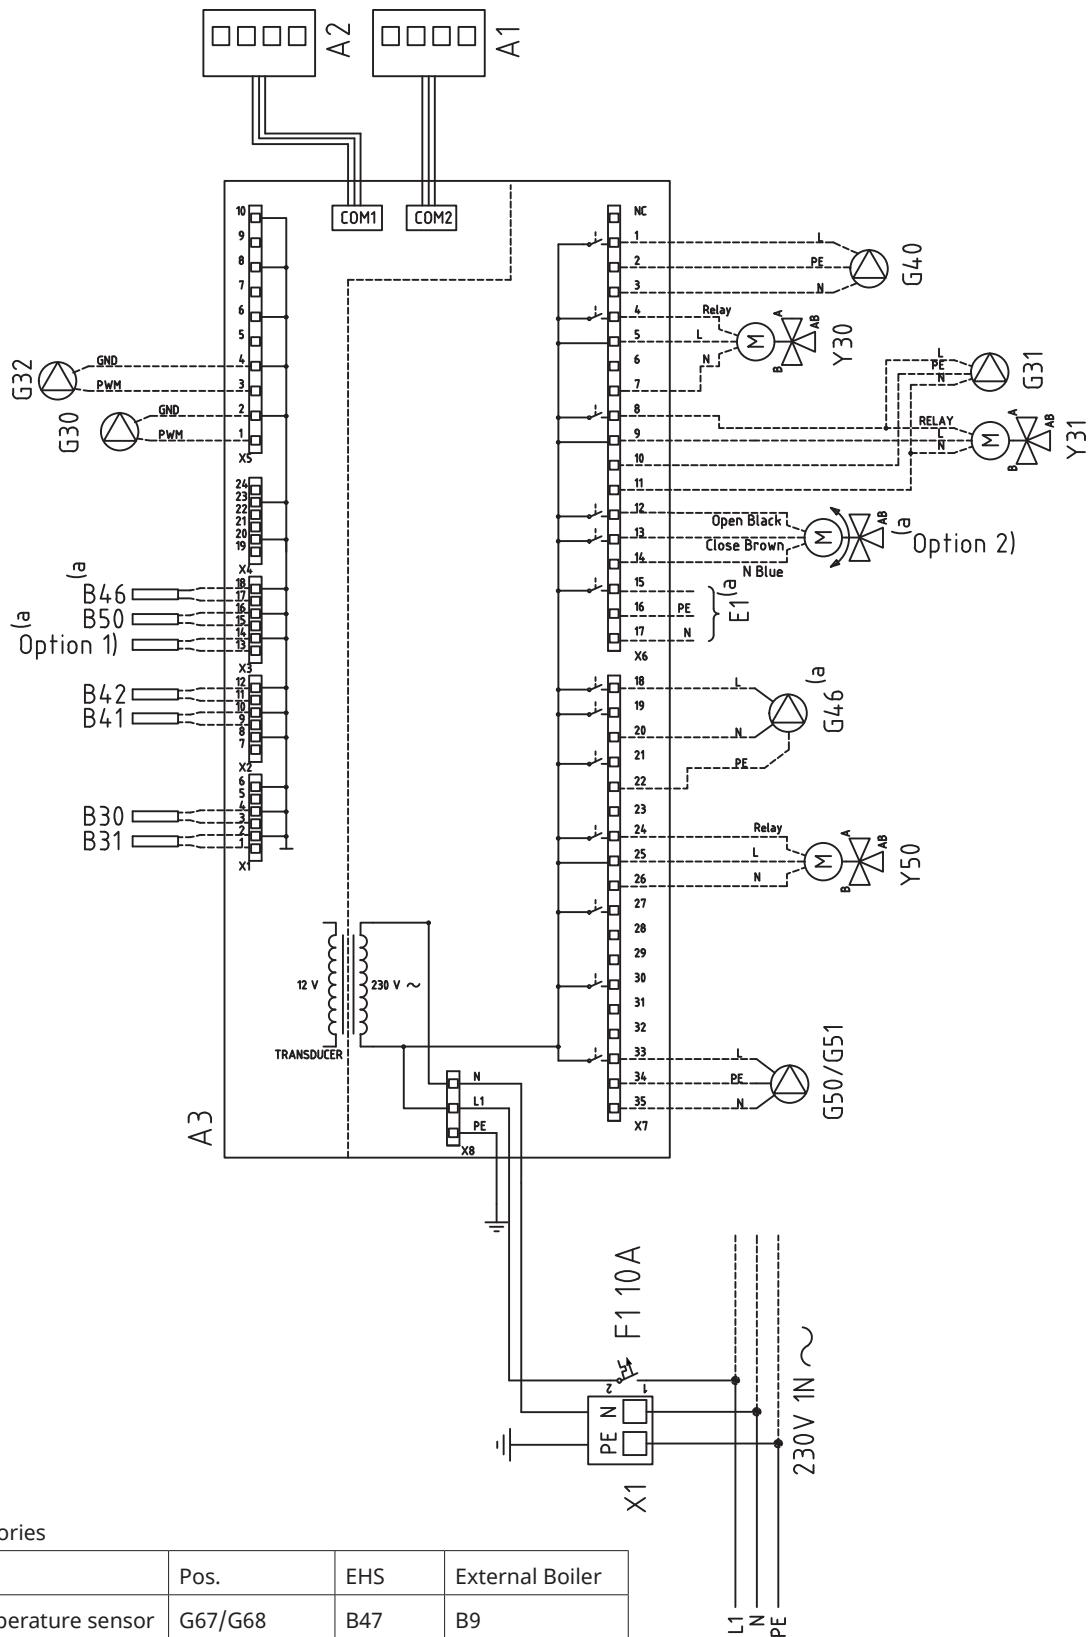 A2
A1
COM1
COM2
10
9
8
7
6
5
4
3
2
1
X5
G32
GND
PWM
G30
GND
PWM
24
23
22
21
20
19
X4
18
17
16
15
14
13
X3
(a
B46
B50
(a
Option 1)
12
11
10
9
8
7
X2
B42
B41
6
5
4
3
2
1
X1
B30
B31
NC
1
2
3
4
5
6
7
8
9
10
11
12
13
14
15
16
17
X6
L
PE
N
G40
Relay
L
N
M
A
AB
B
Y30
L
PE
N
G31
RELAY
L
N
M
A
AB
B
Y31
Open Black
Close Brown
N Blue
M
AB
(a
Option 2)
PE
N
E1 (a
18
19
20
21
22
23
24
25
26
27
28
29
30
31
32
33
34
35
X7
L
N
PE
G46 (a
Relay
L
N
M
A
AB
B
Y50
L
PE
N
G50/G51
12 V
230 V ~
TRANSDUCER
N
L1
PE
X8
A3
F1 10A
2
1
N
PE
X1
230V 1N ~
L1
N
PE
ories
Pos.
EHS
External Boiler
perature sensor
G67/G68
B47
B9